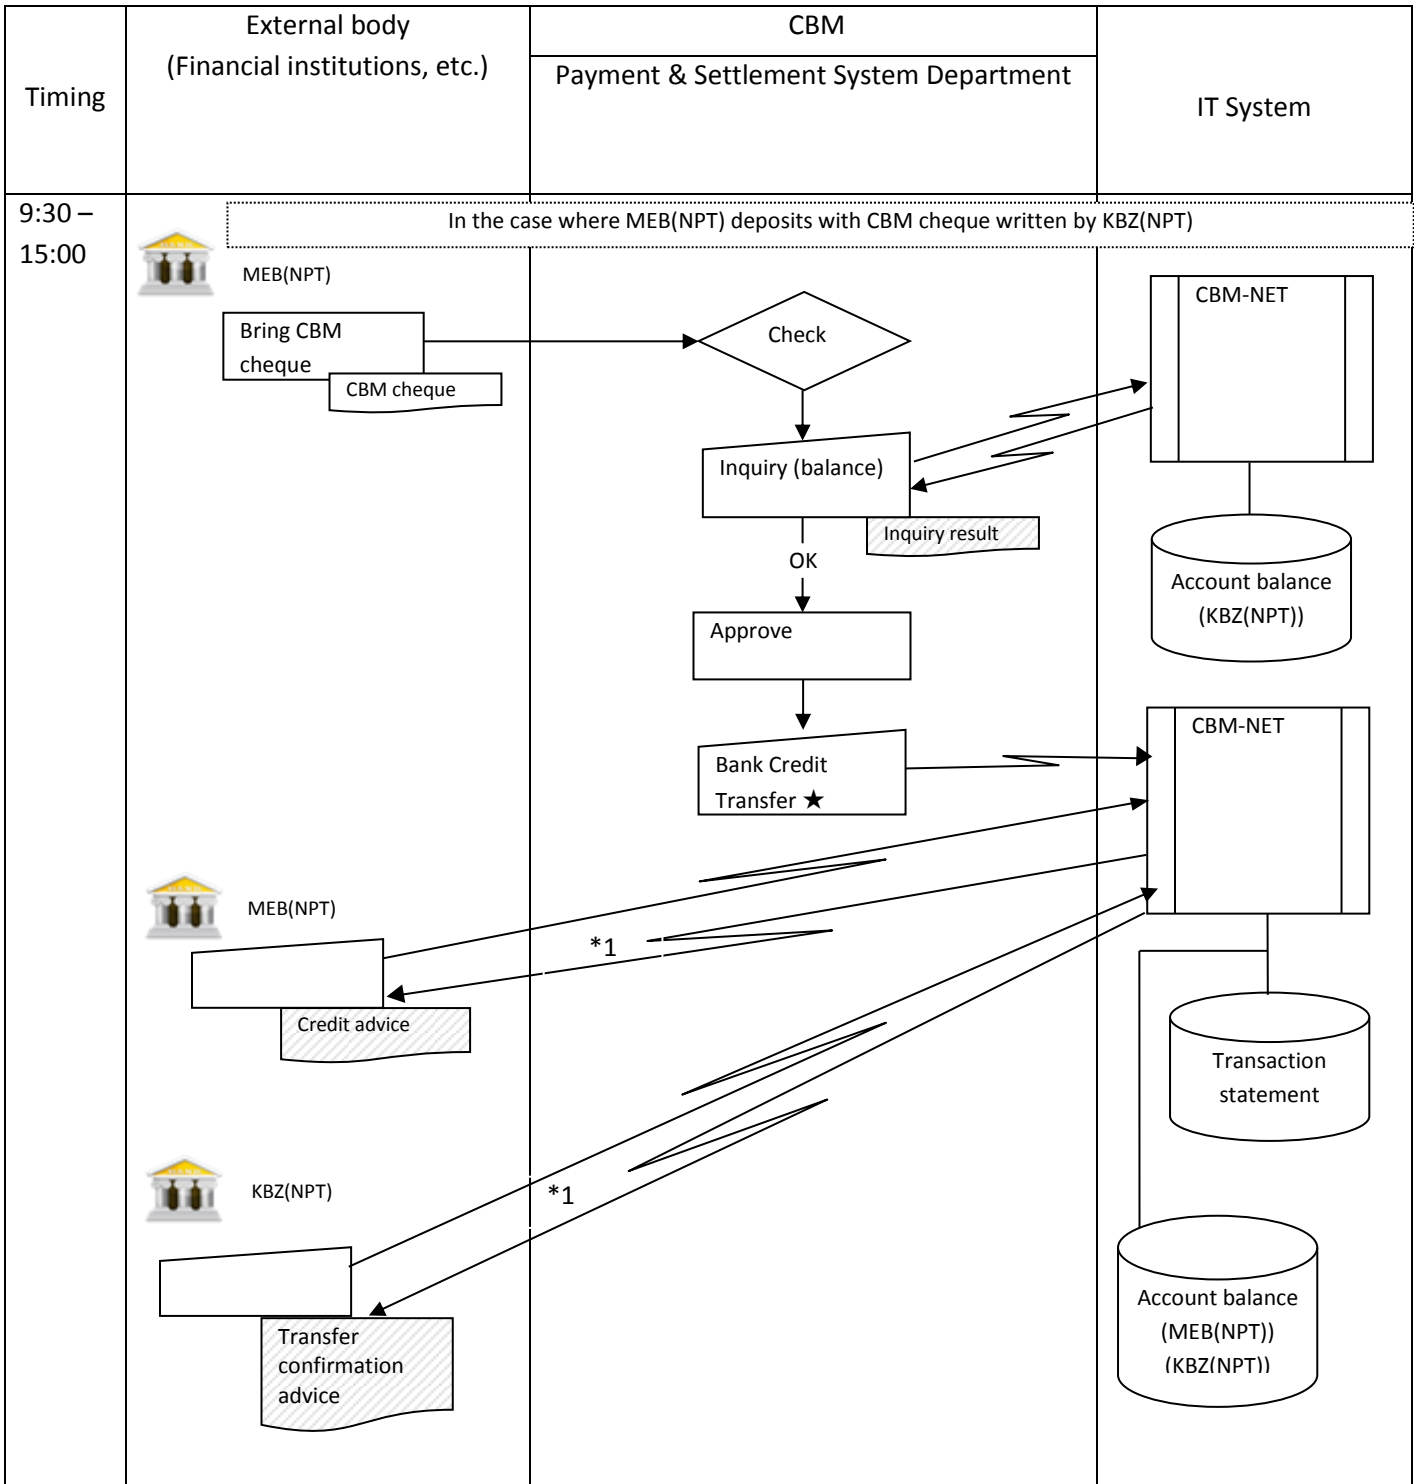 External body
(Financial institutions, etc.)
CBM
Payment & Settlement System Department
Timing
IT System
9:30 –
15:00
In the case where MEB(NPT) deposits with CBM cheque written by KBZ(NPT)
MEB(NPT)
Bring CBM
cheque
CBM cheque
Check
CBM-NET
Inquiry (balance)
Inquiry result
OK
Account balance
(KBZ(NPT))
Approve
CBM-NET
Bank Credit
Transfer ★
MEB(NPT)
*1
Credit advice
Transaction
statement
KBZ(NPT)
*1
Transfer
confirmation
advice
Account balance
(MEB(NPT))
(KBZ(NPT))